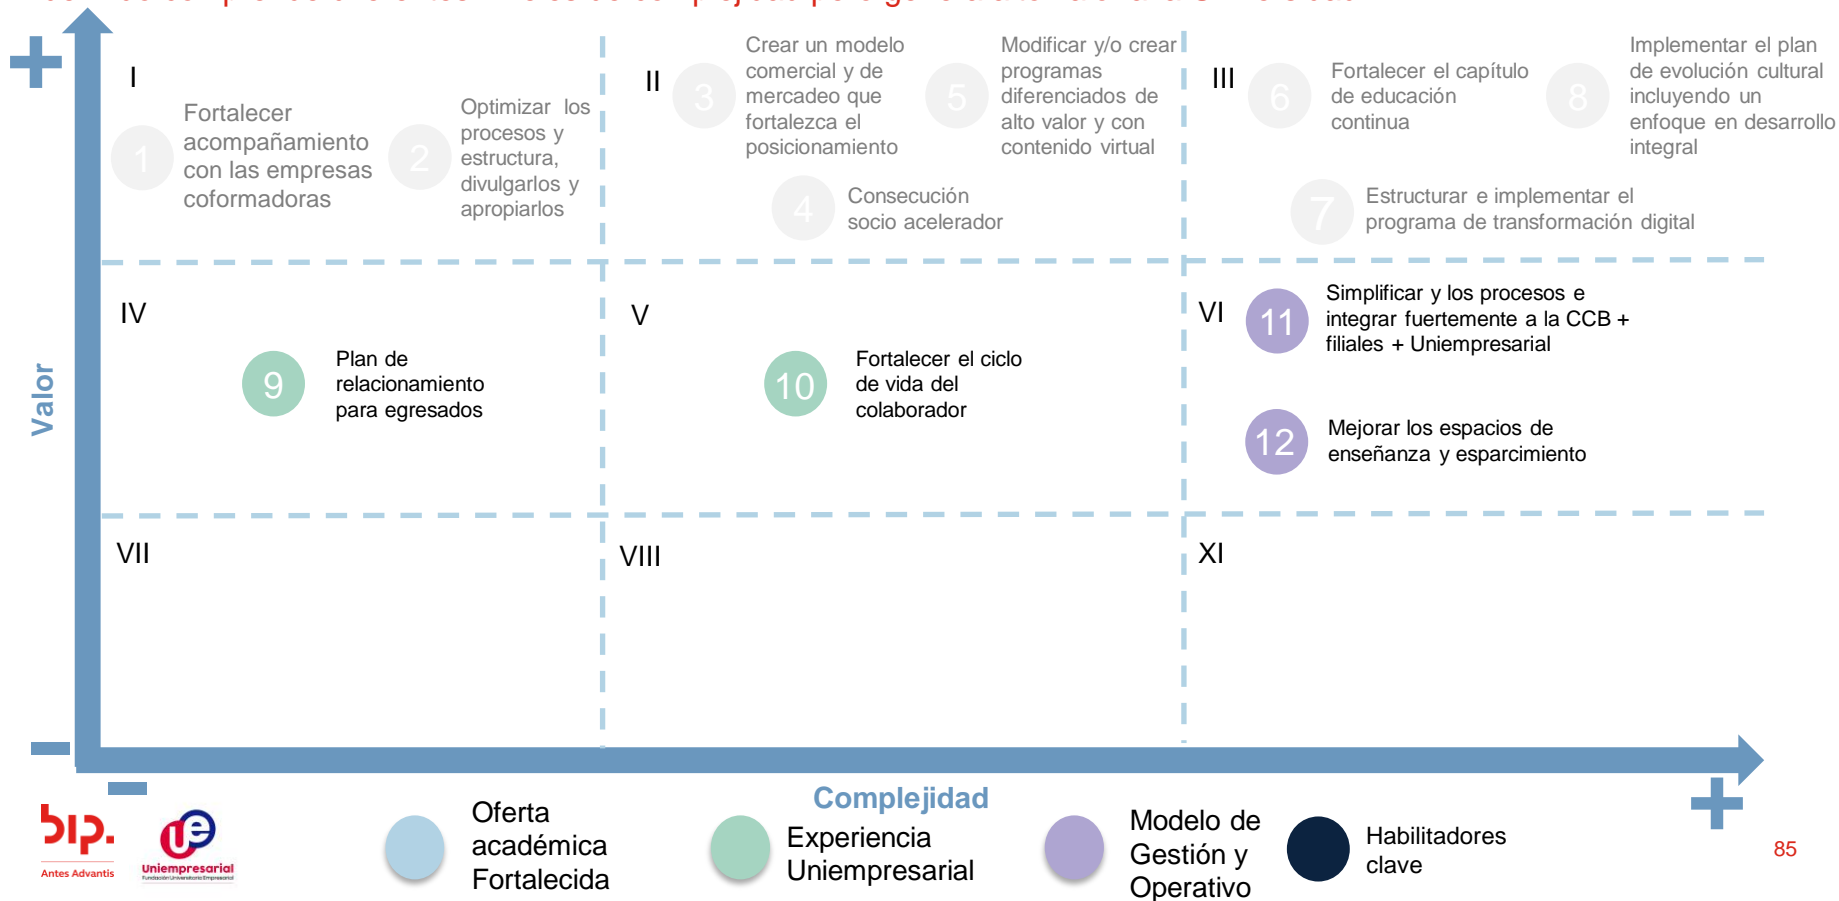 I
1
Fortalecer
acompañamiento
con las empresas
coformadoras
2
Optimizar los
procesos y
estructura,
divulgarlos y
apropiarlos
II
3
Crear un modelo
comercial y de
mercadeo que
fortalezca el
posicionamiento
5
Modificar y/o crear
programas
diferenciados de
alto valor y con
contenido virtual
4
Consecución
socio acelerador
III
6
Fortalecer el capítulo
de educación
continua
8
Implementar el plan
de evolución cultural
incluyendo un
enfoque en desarrollo
integral
7
Estructurar e implementar el
programa de transformación digital
IV
9
Plan de
relacionamiento
para egresados
V
10
Fortalecer el ciclo
de vida del
colaborador
VI
11
Simplificar y los procesos e
integrar fuertemente a la CCB +
filiales + Uniempresarial
12
Mejorar los espacios de
enseñanza y esparcimiento
Valor
VII
VIII
XI
Complejidad
bip.
Antes Advantis
ue
Uniempresarial
Fundación Universitaria Empresarial
Oferta
académica
Fortalecida
Experiencia
Uniempresarial
Modelo de
Gestión y
Operativo
Habilitadores
clave
85